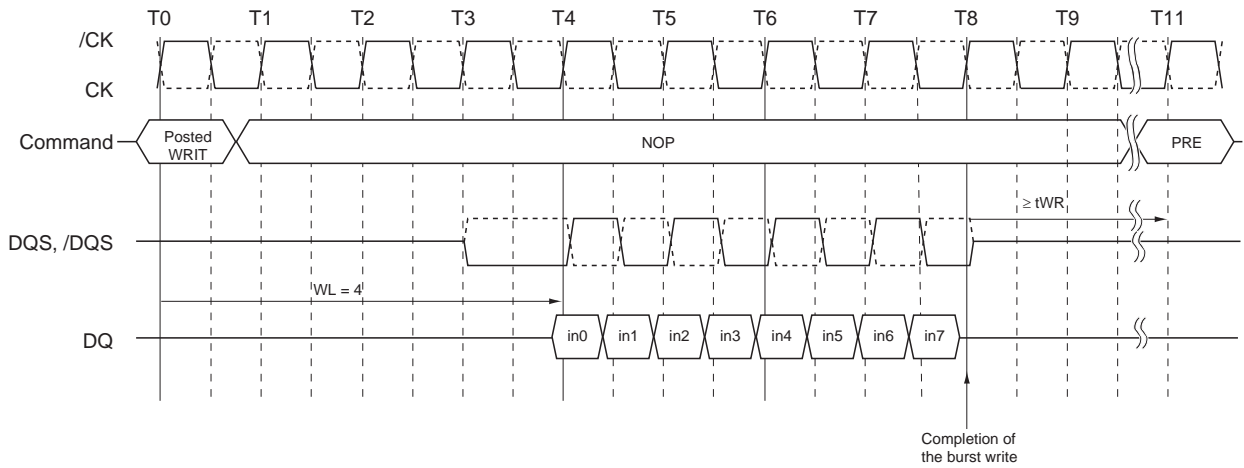 T0 T1 T2 T3 T4 T5 T6 T7 T8 T9 T11
/CK
CK
Command
Posted
WRIT
NOP
PRE
≥ tWR
DQS, /DQS
WL = 4
DQ
in0 in1 in2 in3 in4 in5 in6 in7
Completion of
the burst write